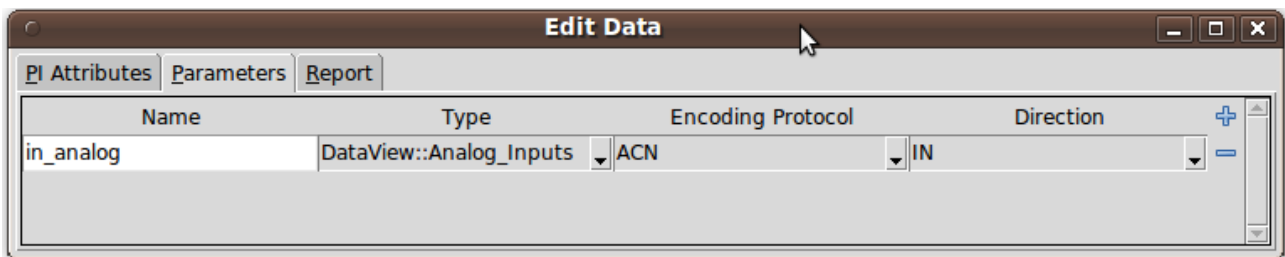 Edit Data
PI Attributes Parameters Report
Name Type Encoding Protocol Direction
in_analog DataView::Analog_Inputs ACN IN